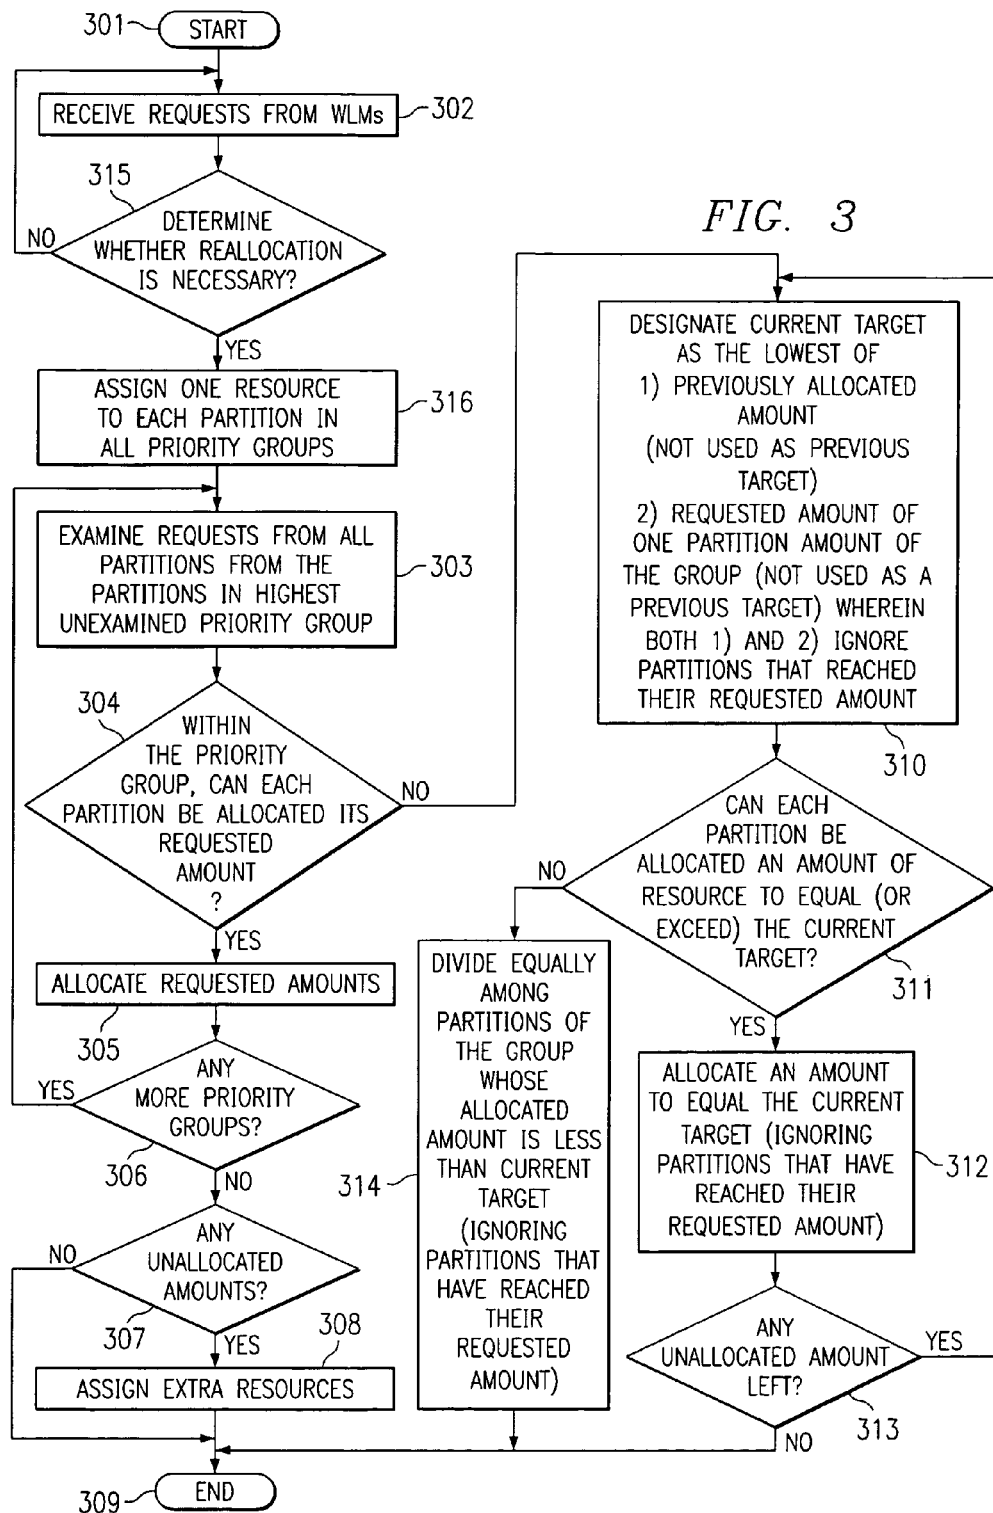 FIG. 3
301
START
RECEIVE REQUESTS FROM WLMs
302
315
DETERMINE
WHETHER REALLOCATION
IS NECESSARY?
NO
YES
ASSIGN ONE RESOURCE
TO EACH PARTITION IN
ALL PRIORITY GROUPS
316
EXAMINE REQUESTS FROM ALL
PARTITIONS FROM THE
PARTITIONS IN HIGHEST
UNEXAMINED PRIORITY GROUP
303
304
WITHIN
THE PRIORITY
GROUP, CAN EACH
PARTITION BE ALLOCATED ITS
REQUESTED
AMOUNT
?
NO
YES
ALLOCATE REQUESTED AMOUNTS
305
ANY
MORE PRIORITY
GROUPS?
YES
306
NO
ANY
UNALLOCATED
AMOUNTS?
NO
307
YES
308
ASSIGN EXTRA RESOURCES
309
END
DESIGNATE CURRENT TARGET
AS THE LOWEST OF
1) PREVIOUSLY ALLOCATED
AMOUNT
(NOT USED AS PREVIOUS
TARGET)
2) REQUESTED AMOUNT OF
ONE PARTITION AMOUNT OF
THE GROUP (NOT USED AS A
PREVIOUS TARGET) WHEREIN
BOTH 1) AND 2) IGNORE
PARTITIONS THAT REACHED
THEIR REQUESTED AMOUNT
310
CAN EACH
PARTITION BE
ALLOCATED AN AMOUNT OF
RESOURCE TO EQUAL (OR
EXCEED) THE CURRENT
TARGET?
311
NO
YES
DIVIDE EQUALLY
AMONG
PARTITIONS OF
THE GROUP
WHOSE
ALLOCATED
AMOUNT IS LESS
THAN CURRENT
TARGET
(IGNORING
PARTITIONS THAT
HAVE REACHED
THEIR
REQUESTED
AMOUNT)
314
ALLOCATE AN AMOUNT
TO EQUAL THE CURRENT
TARGET (IGNORING
PARTITIONS THAT HAVE
REACHED THEIR
REQUESTED AMOUNT)
312
ANY
UNALLOCATED AMOUNT
LEFT?
YES
313
NO